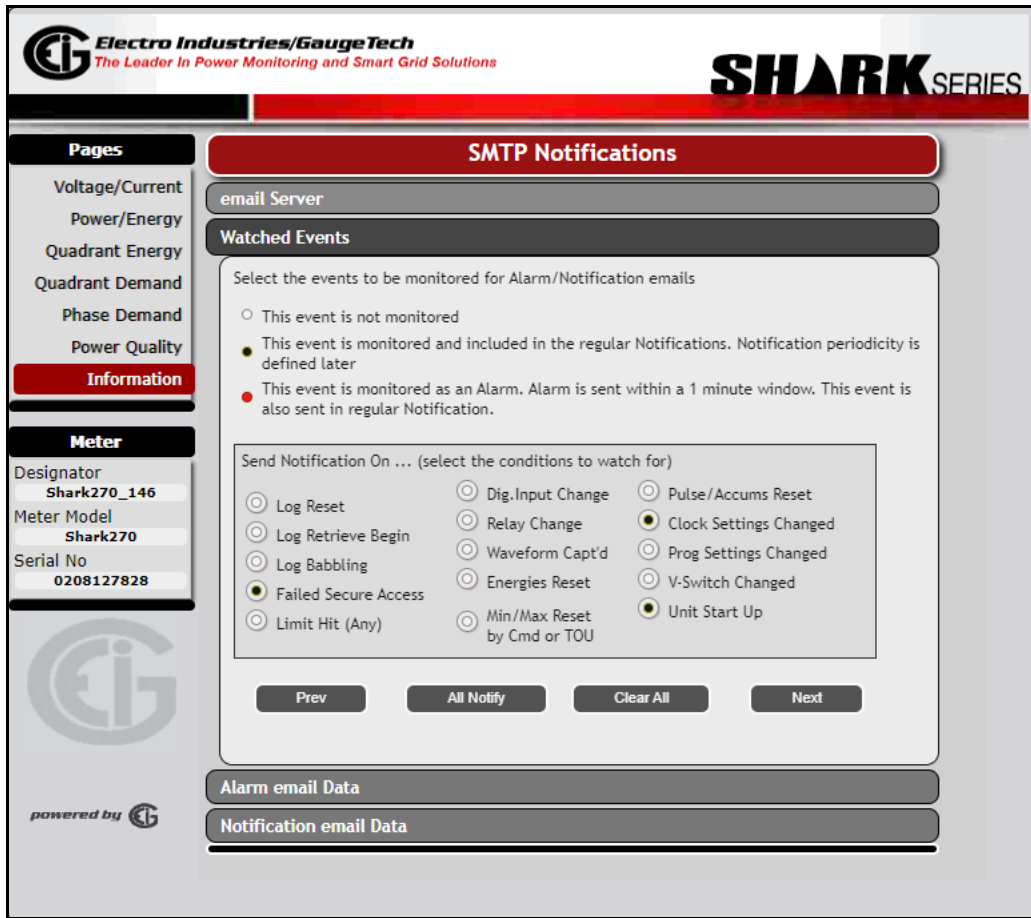 EIG
Electro Industries/GaugeTech
The Leader In Power Monitoring and Smart Grid Solutions
SHARK SERIES
Pages
Voltage/Current
Power/Energy
Quadrant Energy
Quadrant Demand
Phase Demand
Power Quality
Information
Meter
Designator
Shark270_146
Meter Model
Shark270
Serial No
0208127828
EIG
powered by EIG
SMTP Notifications
email Server
Watched Events
Select the events to be monitored for Alarm/Notification emails
This event is not monitored
This event is monitored and included in the regular Notifications. Notification periodicity is
defined later
This event is monitored as an Alarm. Alarm is sent within a 1 minute window. This event is
also sent in regular Notification.
Send Notification On ... (select the conditions to watch for)
Log Reset
Log Retrieve Begin
Log Babbling
Failed Secure Access
Limit Hit (Any)
Dig.Input Change
Relay Change
Waveform Capt'd
Energies Reset
Min/Max Reset
by Cmd or TOU
Pulse/Accums Reset
Clock Settings Changed
Prog Settings Changed
V-Switch Changed
Unit Start Up
Prev
All Notify
Clear All
Next
Alarm email Data
Notification email Data